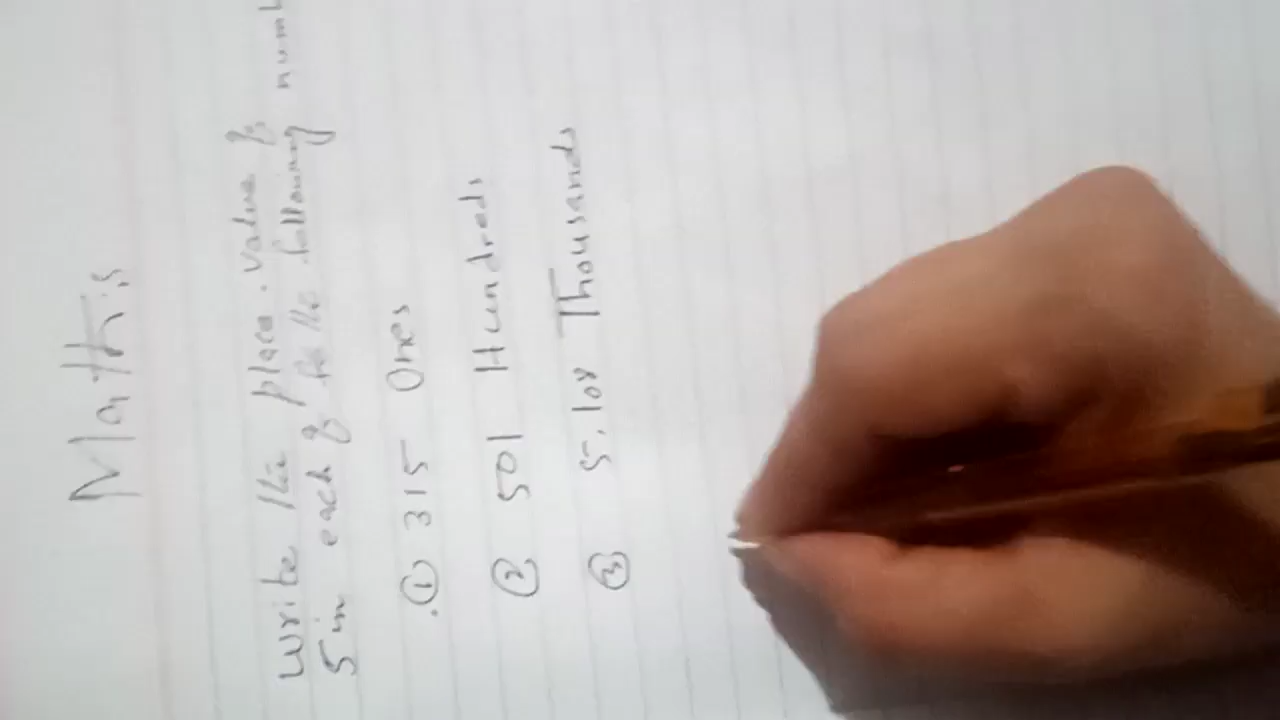 Maths
Write the place value of
5 in each of the following num
① 315 Ones
② 501 Hundreds
③ 5,108 Thousands